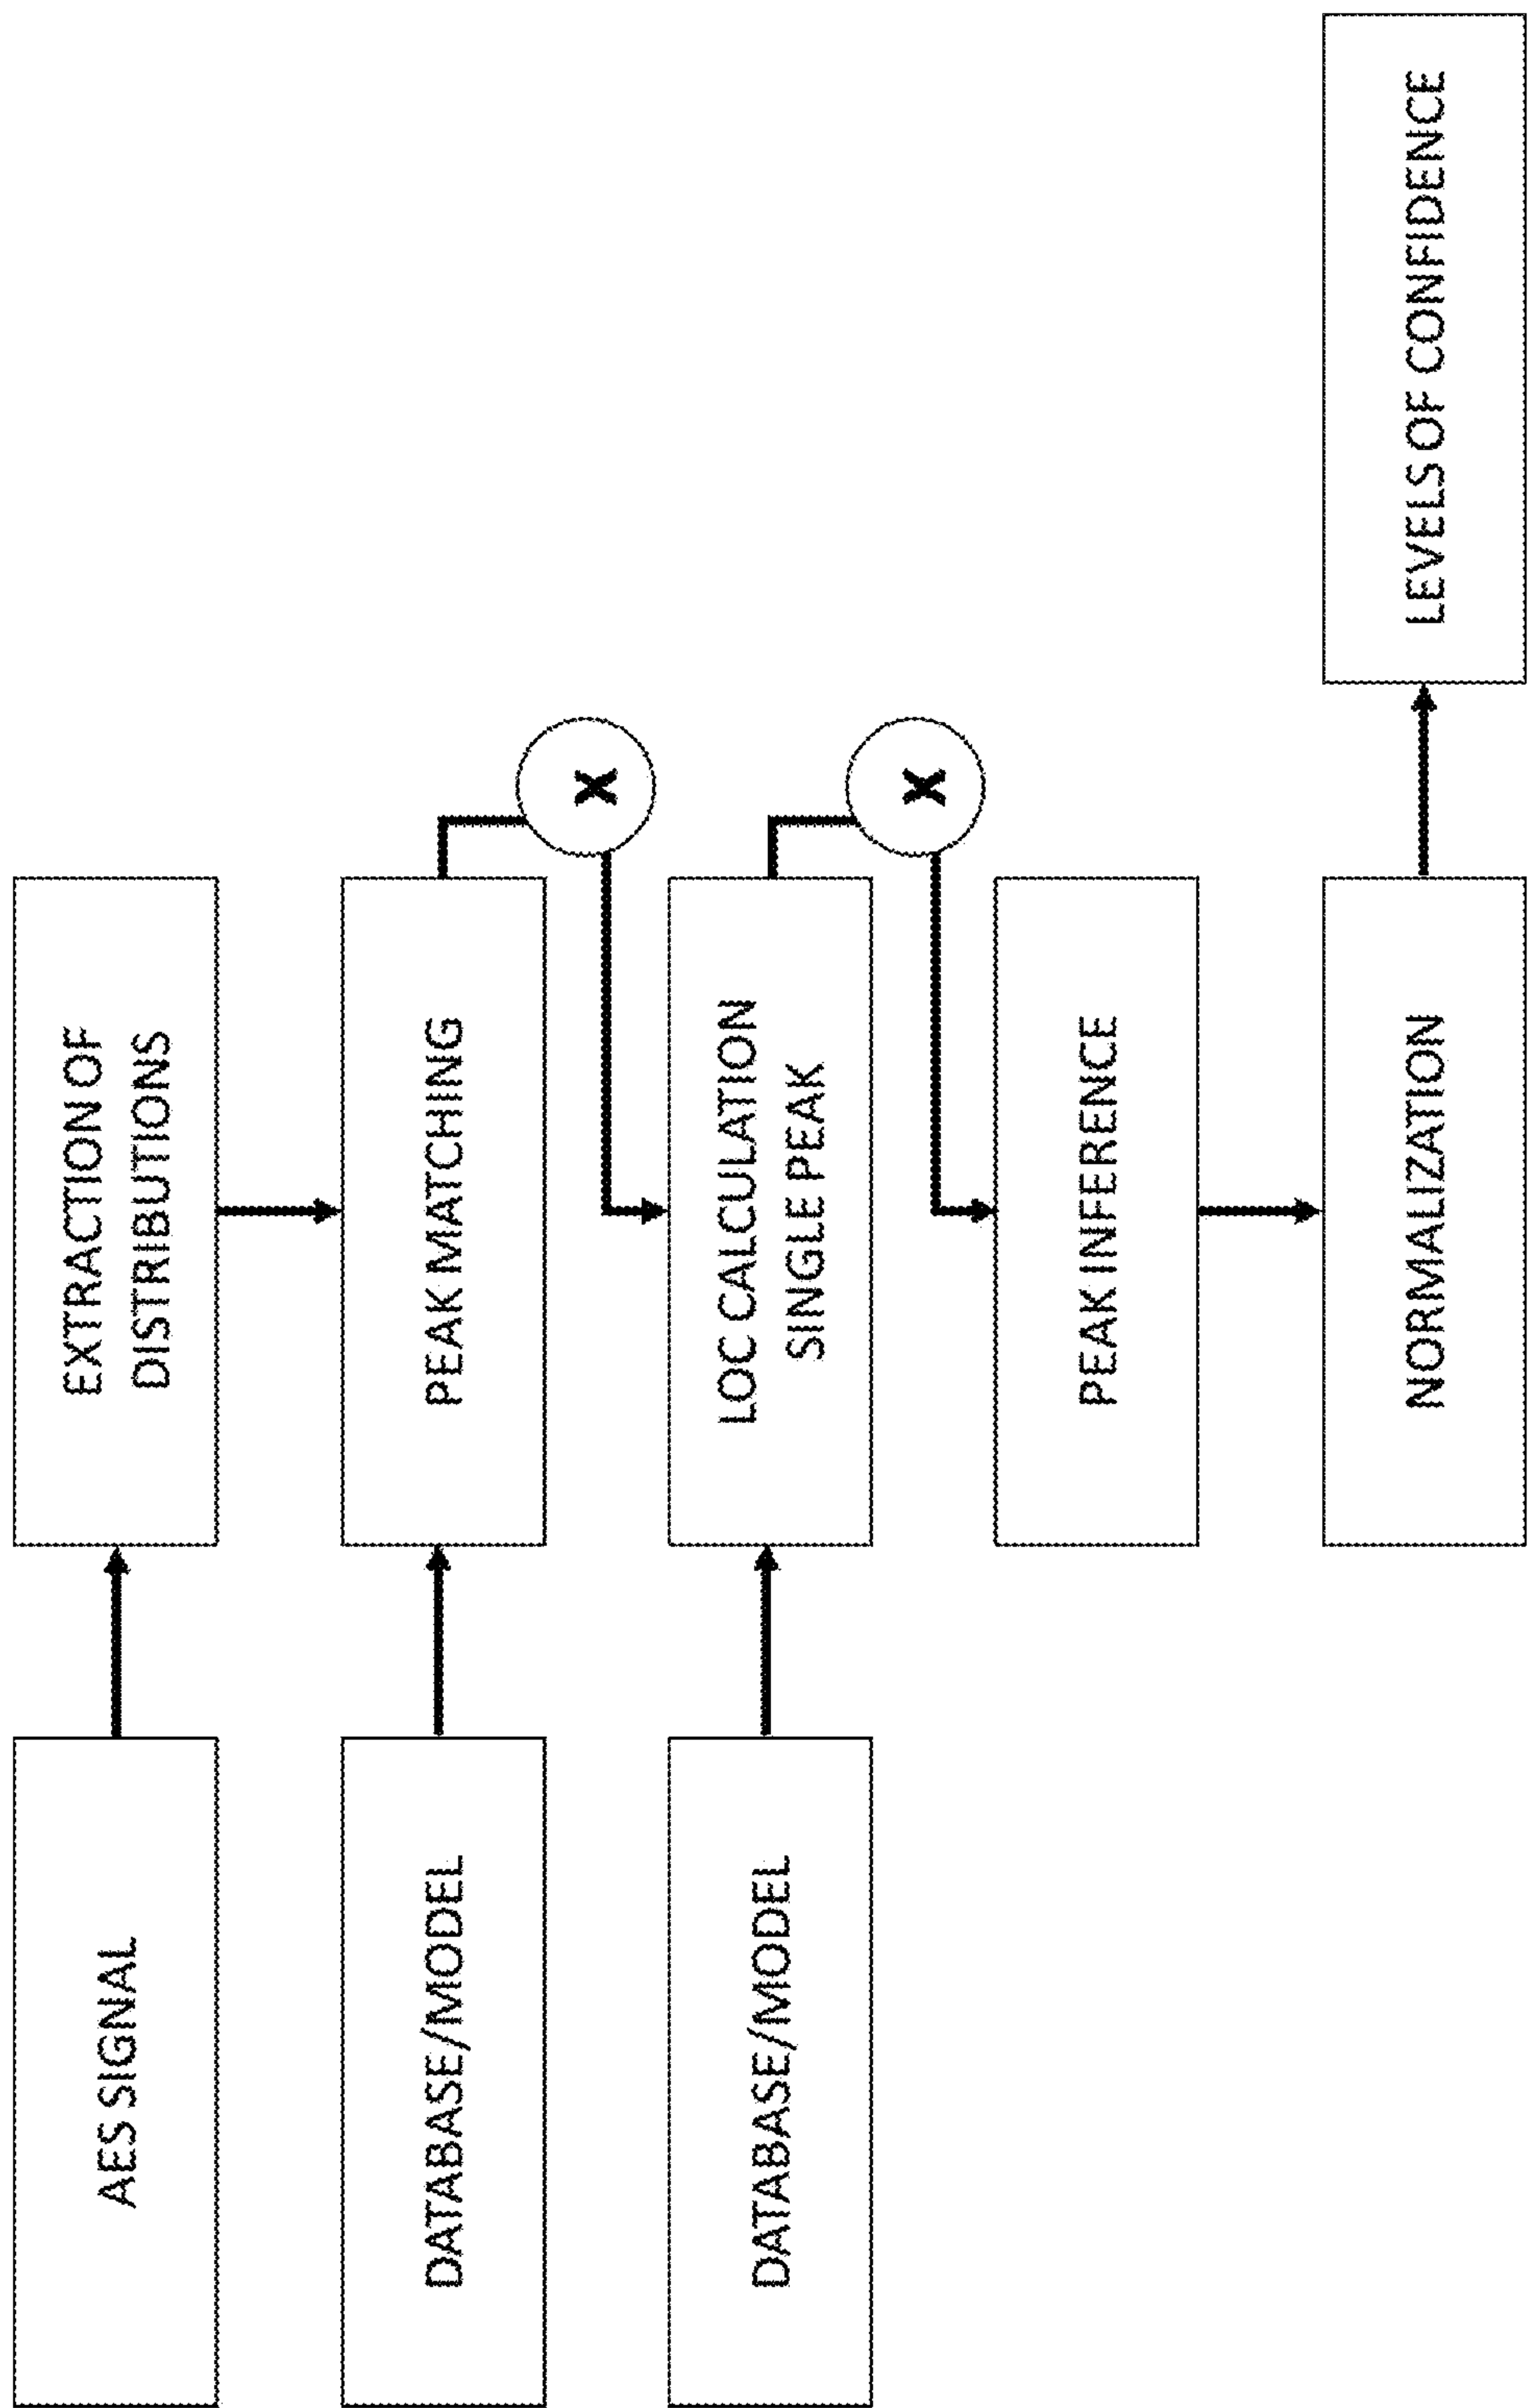 AES SIGNAL
EXTRACTION OF
DISTRIBUTIONS
DATABASE/MODEL
PEAK MATCHING
X
DATABASE/MODEL
LOC CALCULATION
SINGLE PEAK
X
PEAK INFERENCE
NORMALIZATION
LEVELS OF CONFIDENCE